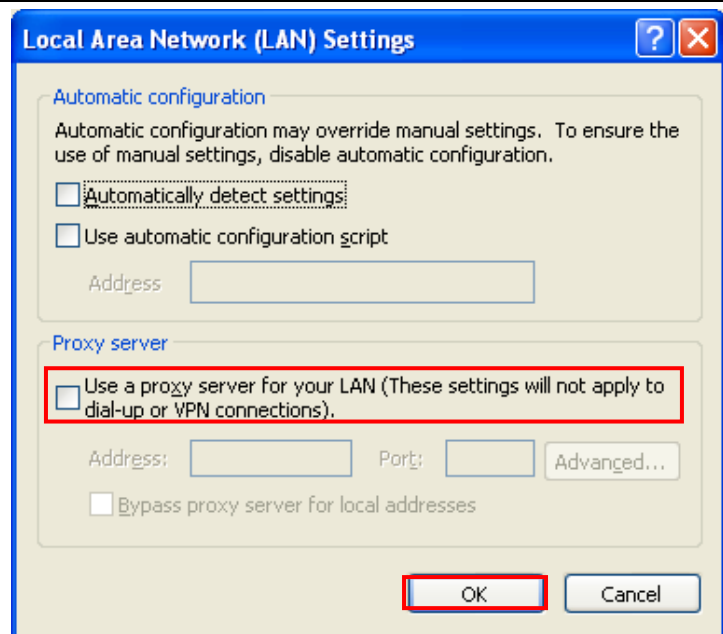 Local Area Network (LAN) Settings
?
Automatic configuration
Automatic configuration may override manual settings. To ensure the
use of manual settings, disable automatic configuration.
Automatically detect settings
Use automatic configuration script
Address
Proxy server
Use a proxy server for your LAN (These settings will not apply to
dial-up or VPN connections).
Address: Port: Advanced...
Bypass proxy server for local addresses
OK Cancel